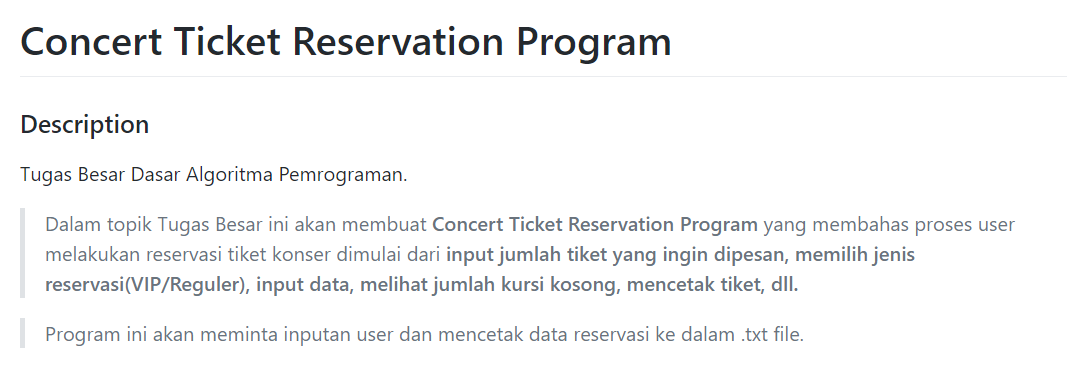 Concert Ticket Reservation Program
Description
Tugas Besar Dasar Algoritma Pemrograman.
Dalam topik Tugas Besar ini akan membuat Concert Ticket Reservation Program yang membahas proses user
melakukan reservasi tiket konser dimulai dari input jumlah tiket yang ingin dipesan, memilih jenis
reservasi(VIP/Reguler), input data, melihat jumlah kursi kosong, mencetak tiket, dll.
Program ini akan meminta inputan user dan mencetak data reservasi ke dalam .txt file.